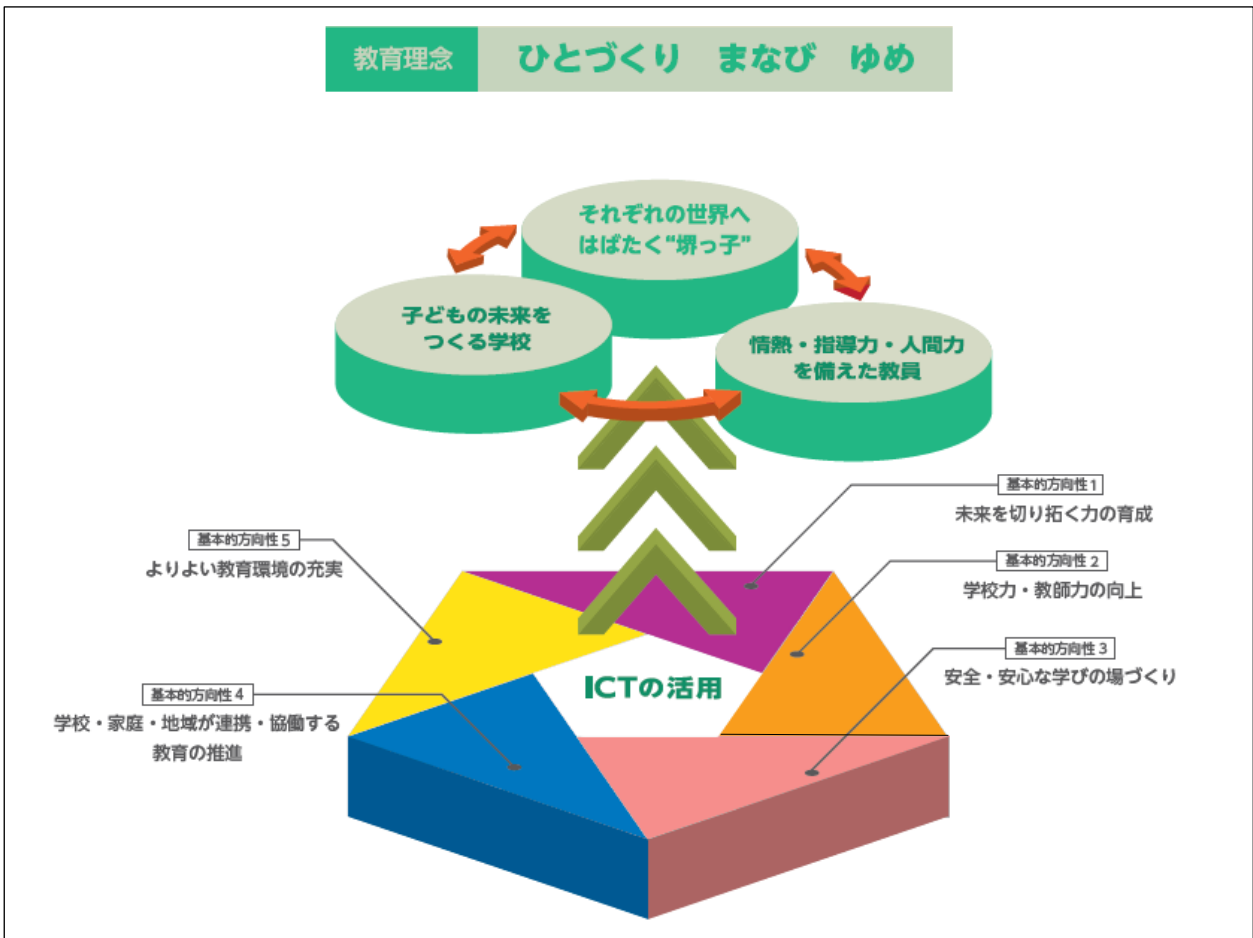 教育理念 ひとづくり まなび ゆめ
それぞれの世界へ
はばたく“堺っ子”
子どもの未来を
つくる学校
情熱・指導力・人間力
を備えた教員
基本的方向性1
未来を切り拓く力の育成
基本的方向性2
学校力・教師力の向上
基本的方向性3
安全・安心な学びの場づくり
基本的方向性4
学校・家庭・地域が連携・協働する
教育の推進
基本的方向性5
よりよい教育環境の充実
ICTの活用